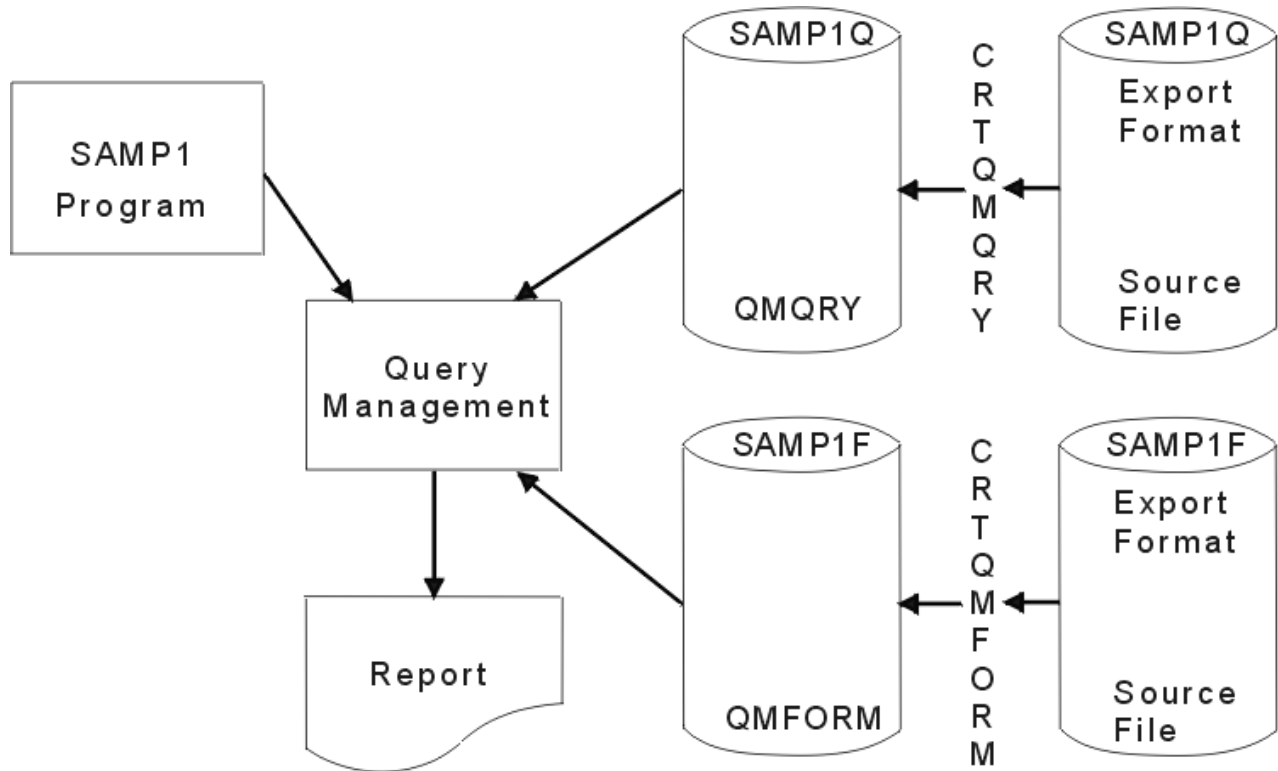 SAMP1
Program
Query
Management
Report
SAMP1Q
QMQRY
CRTQMQRY
SAMP1Q
Export
Format
Source
File
SAMP1F
QMFORM
CRTQMFORM
SAMP1F
Export
Format
Source
File